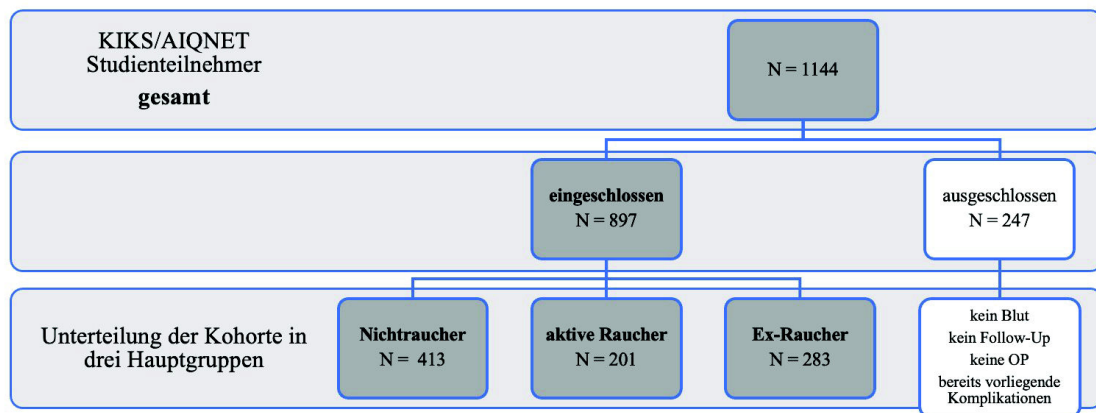 KIKS/AIQNET
Studienteilnehmer
gesamt
N = 1144
eingeschlossen
N = 897
ausgeschlossen
N = 247
Unterteilung der Kohorte in
drei Hauptgruppen
Nichtraucher
N = 413
aktive Raucher
N = 201
Ex-Raucher
N = 283
kein Blut
kein Follow-Up
keine OP
bereits vorliegende
Komplikationen